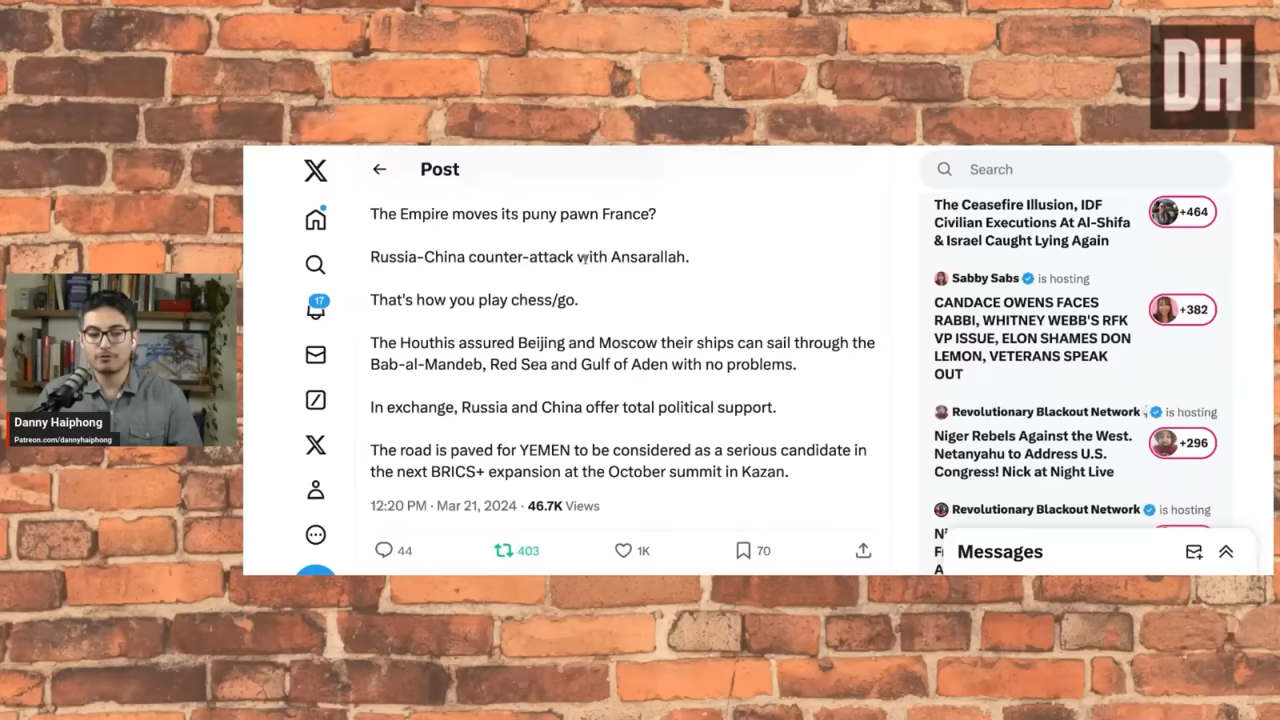 DH
Post
The Empire moves its puny pawn France?
Russia-China counter-attack with Ansarallah.
That's how you play chess/go.
The Houthis assured Beijing and Moscow their ships can sail through the
Bab-al-Mandeb, Red Sea and Gulf of Aden with no problems.
In exchange, Russia and China offer total political support.
The road is paved for YEMEN to be considered as a serious candidate in
the next BRICS+ expansion at the October summit in Kazan.
12:20 PM · Mar 21, 2024 · 46.7K Views
44
403
1K
70
17
Search
The Ceasefire Illusion, IDF
Civilian Executions At Al-Shifa
& Israel Caught Lying Again
+464
Sabby Sabs is hosting
CANDACE OWENS FACES
RABBI, WHITNEY WEBB'S RFK
VP ISSUE, ELON SHAMES DON
LEMON, VETERANS SPEAK
OUT
+382
Revolutionary Blackout Network is hosting
Niger Rebels Against the West.
Netanyahu to Address U.S.
Congress! Nick at Night Live
+296
Revolutionary Blackout Network is hosting
Messages
Danny Haiphong
Patreon.com/dannyhaiphong